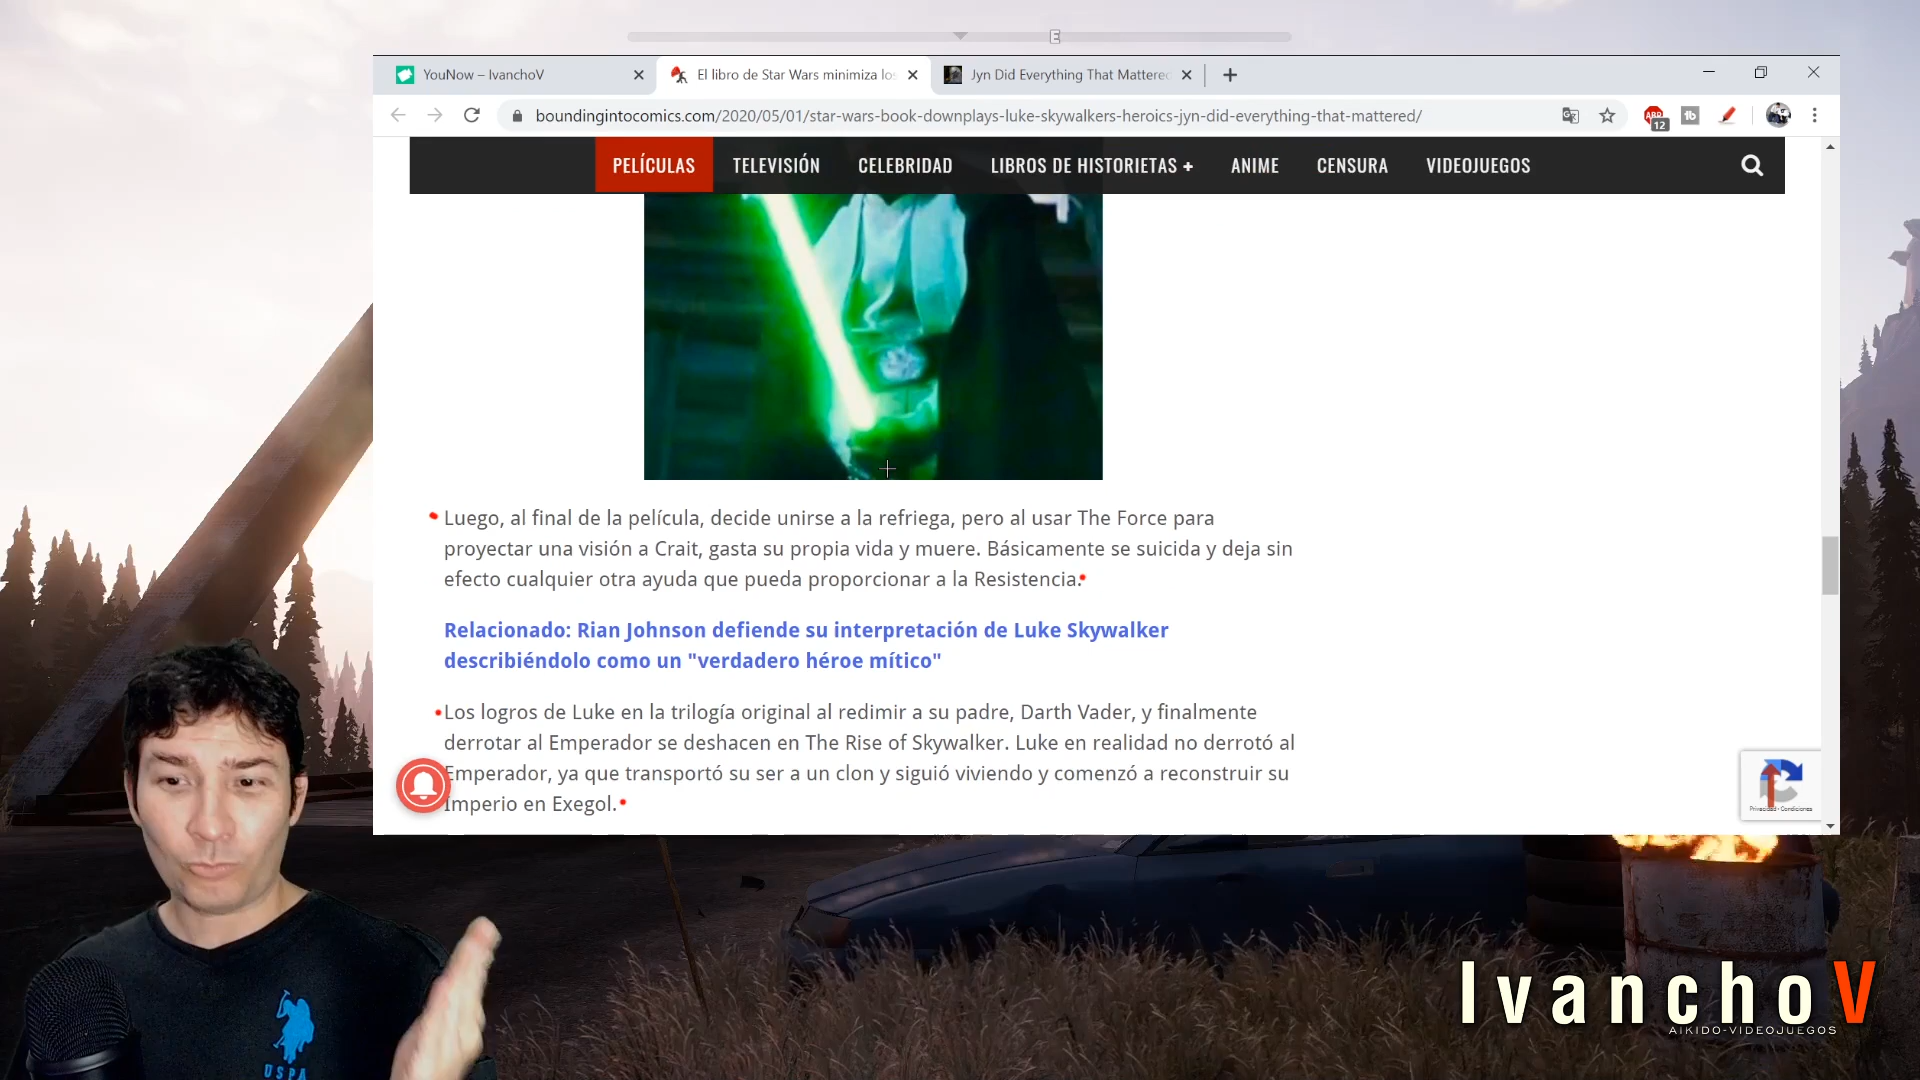 E
YouNow – IvanchoV
El libro de Star Wars minimiza los
Jyn Did Everything That Mattered
boundingintocomics.com/2020/05/01/star-wars-book-downplays-luke-skywalkers-heroics-jyn-did-everything-that-mattered/
ABP
12
tb
PELÍCULAS
TELEVISIÓN
CELEBRIDAD
LIBROS DE HISTORIETAS +
ANIME
CENSURA
VIDEOJUEGOS
Luego, al final de la película, decide unirse a la refriega, pero al usar The Force para
proyectar una visión a Crait, gasta su propia vida y muere. Básicamente se suicida y deja sin
efecto cualquier otra ayuda que pueda proporcionar a la Resistencia.
Relacionado: Rian Johnson defiende su interpretación de Luke Skywalker
describiéndolo como un "verdadero héroe mítico"
Los logros de Luke en la trilogía original al redimir a su padre, Darth Vader, y finalmente
derrotar al Emperador se deshacen en The Rise of Skywalker. Luke en realidad no derrotó al
Emperador, ya que transportó su ser a un clon y siguió viviendo y comenzó a reconstruir su
Imperio en Exegol.
Privacidad - Condiciones
USPA
IvanchoV
AIKIDO-VIDEOJUEGOS